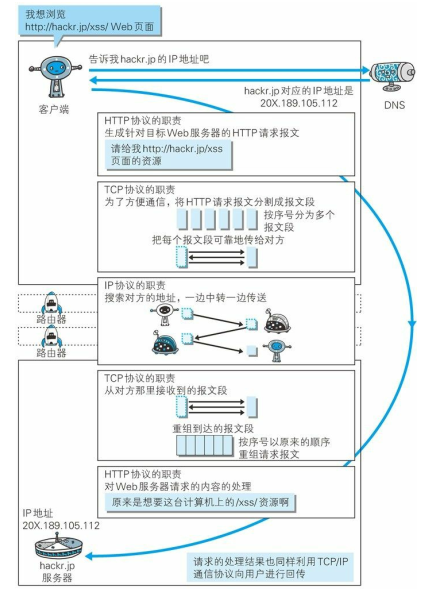 我想浏览
http://hackr.jp/xss/ Web页面
告诉我hackr.jp的IP地址吧
hackr.jp对应的IP地址是
20X.189.105.112
客户端
DNS
HTTP协议的职责
生成针对目标Web服务器的HTTP请求报文
请给我http://hackr.jp/xss
页面的资源
TCP协议的职责
为了方便通信，将HTTP请求报文分割成报文段
按序号分为多个
报文段
把每个报文段可靠地传给对方
IP协议的职责
搜索对方的地址，一边中转一边传送
路由器
路由器
TCP协议的职责
从对方那里接收到的报文段
重组到达的报文段
按序号以原来的顺序
重组请求报文
HTTP协议的职责
对Web服务器请求的内容的处理
原来是想要这台计算机上的/xss/资源啊
IP地址
20X.189.105.112
hackr.jp
服务器
请求的处理结果也同样利用TCP/IP
通信协议向用户进行回传